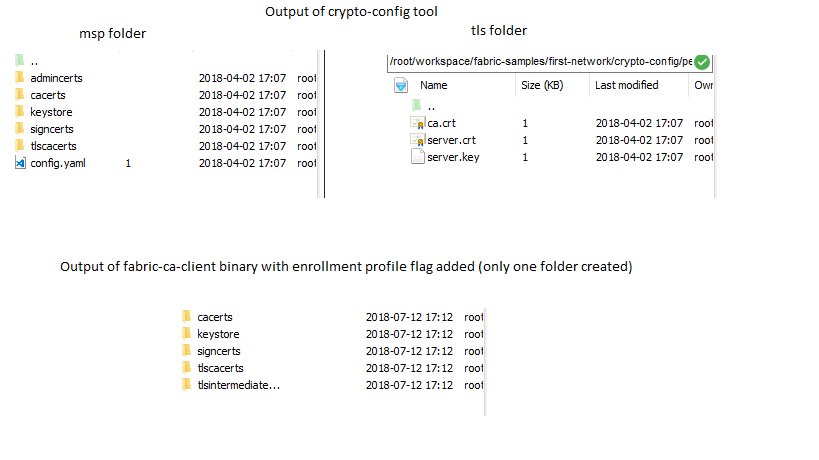 Output of crypto-config tool
msp folder
tls folder
..
admincerts 2018-04-02 17:07 root
cacerts 2018-04-02 17:07 root
keystore 2018-04-02 17:07 root
signcerts 2018-04-02 17:07 root
tlscacerts 2018-04-02 17:07 root
config.yaml 1 2018-04-02 17:07 root
/root/workspace/fabric-samples/first-network/crypto-config/pe
Name Size (KB) Last modified Own
..
ca.crt 1 2018-04-02 17:07 root
server.crt 1 2018-04-02 17:07 root
server.key 1 2018-04-02 17:07 root
Output of fabric-ca-client binary with enrollment profile flag added (only one folder created)
cacerts 2018-07-12 17:12 root
keystore 2018-07-12 17:12 root
signcerts 2018-07-12 17:12 root
tlscacerts 2018-07-12 17:12 root
tlsintermediate... 2018-07-12 17:12 root